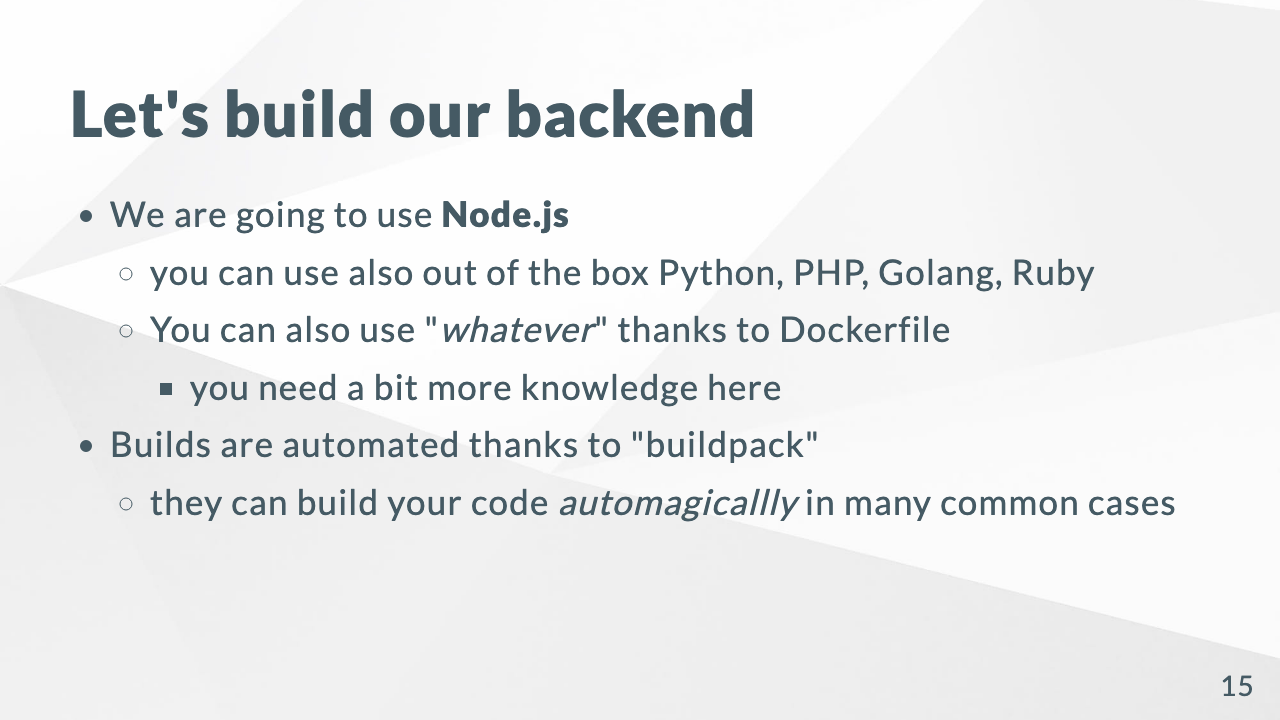 Let's build our backend
We are going to use Node.js
you can use also out of the box Python, PHP, Golang, Ruby
You can also use "whatever" thanks to Dockerfile
you need a bit more knowledge here
Builds are automated thanks to "buildpack"
they can build your code automagicallly in many common cases
15